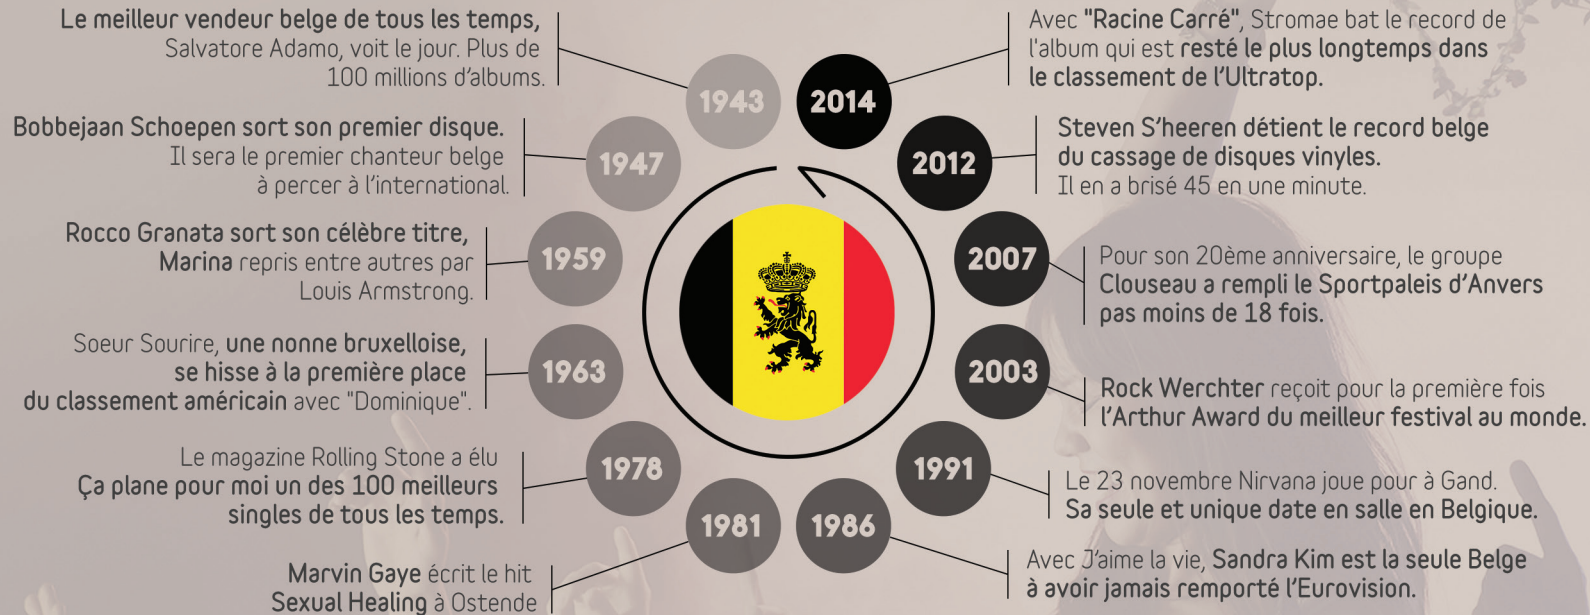 Le meilleur vendeur belge de tous les temps,
Salvatore Adamo, voit le jour. Plus de
100 millions d'albums.
1943
Bobbejaan Schoepen sort son premier disque.
Il sera le premier chanteur belge
à percer à l'international.
1947
Rocco Granata sort son célèbre titre,
Marina repris entre autres par
Louis Armstrong.
1959
Soeur Sourire, une nonne bruxelloise,
se hisse à la première place
du classement américain avec "Dominique".
1963
Le magazine Rolling Stone a élu
Ça plane pour moi un des 100 meilleurs
singles de tous les temps.
1978
Marvin Gaye écrit le hit
Sexual Healing à Ostende
1981
1986
Avec J'aime la vie, Sandra Kim est la seule Belge
à avoir jamais remporté l'Eurovision.
1991
Le 23 novembre Nirvana joue pour à Gand.
Sa seule et unique date en salle en Belgique.
2003
Rock Werchter reçoit pour la première fois
l'Arthur Award du meilleur festival au monde.
2007
Pour son 20ème anniversaire, le groupe
Clouseau a rempli le Sportpaleis d'Anvers
pas moins de 18 fois.
2012
Steven S'heeren détient le record belge
du cassage de disques vinyles.
Il en a brisé 45 en une minute.
2014
Avec "Racine Carré", Stromae bat le record de
l'album qui est resté le plus longtemps dans
le classement de l'Ultratop.